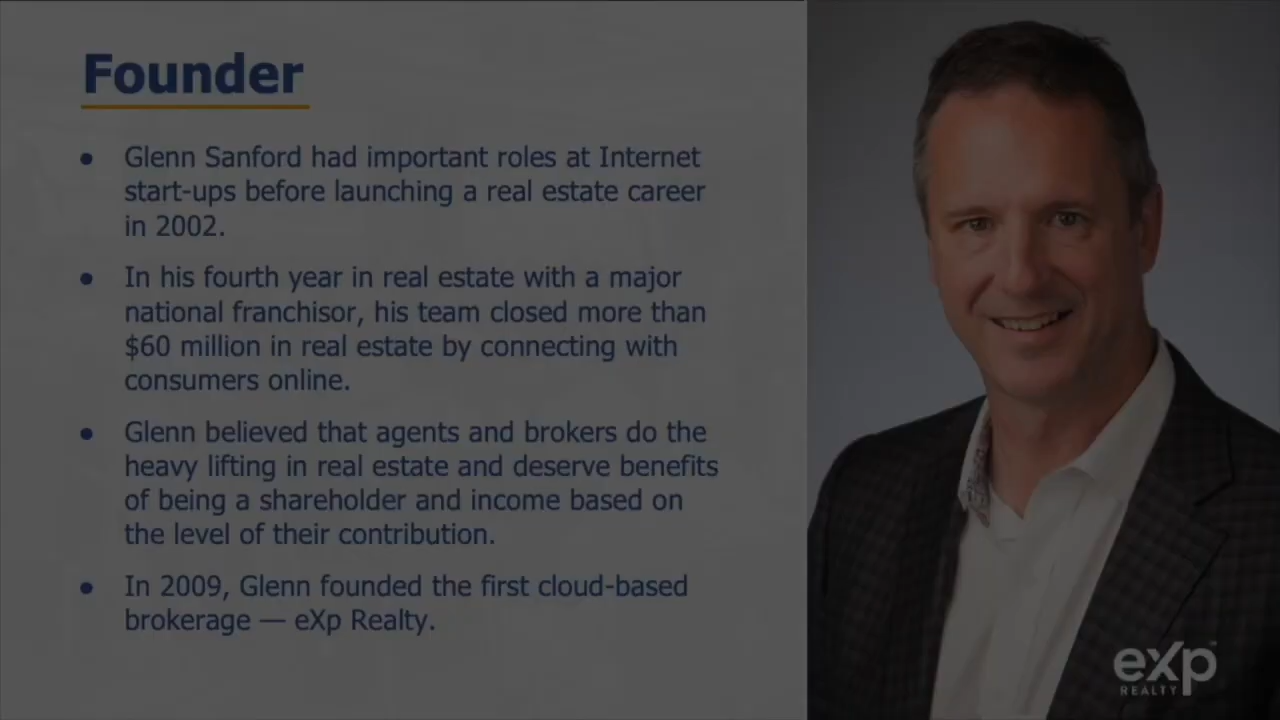 Founder
● Glenn Sanford had important roles at Internet
start-ups before launching a real estate career
in 2002.
● In his fourth year in real estate with a major
national franchisor, his team closed more than
$60 million in real estate by connecting with
consumers online.
● Glenn believed that agents and brokers do the
heavy lifting in real estate and deserve benefits
of being a shareholder and income based on
the level of their contribution.
● In 2009, Glenn founded the first cloud-based
brokerage — eXp Realty.
eXp
REALTY